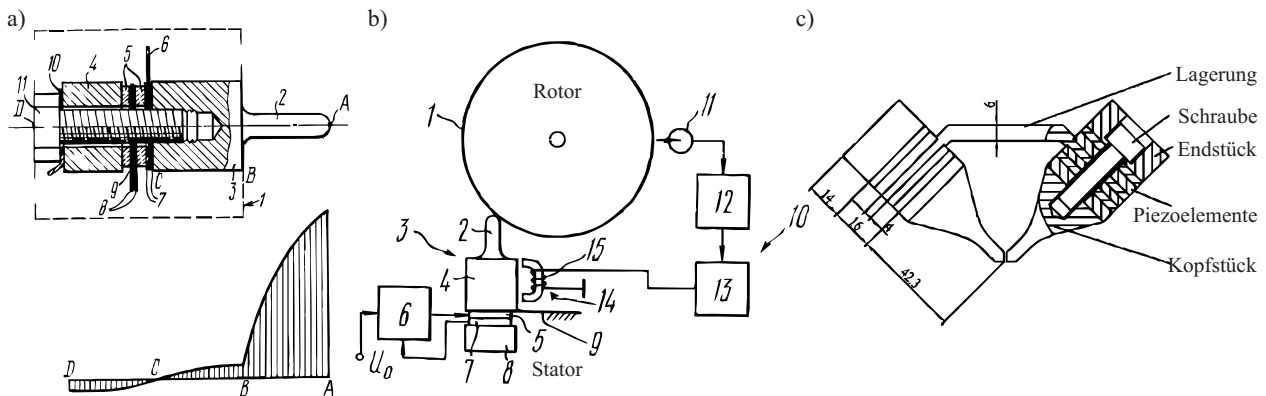 a)
6
5
4
10
11
D
2
A
9
8
C
7
3
B
1
D
C
B
A
b)
Rotor
1
11
12
10
13
2
3
4
15
14
6
5
9
7
8
U₀
Stator
c)
6
Lagerung
Schraube
Endstück
Piezoelemente
Kopfstück
14
16
4
42,3